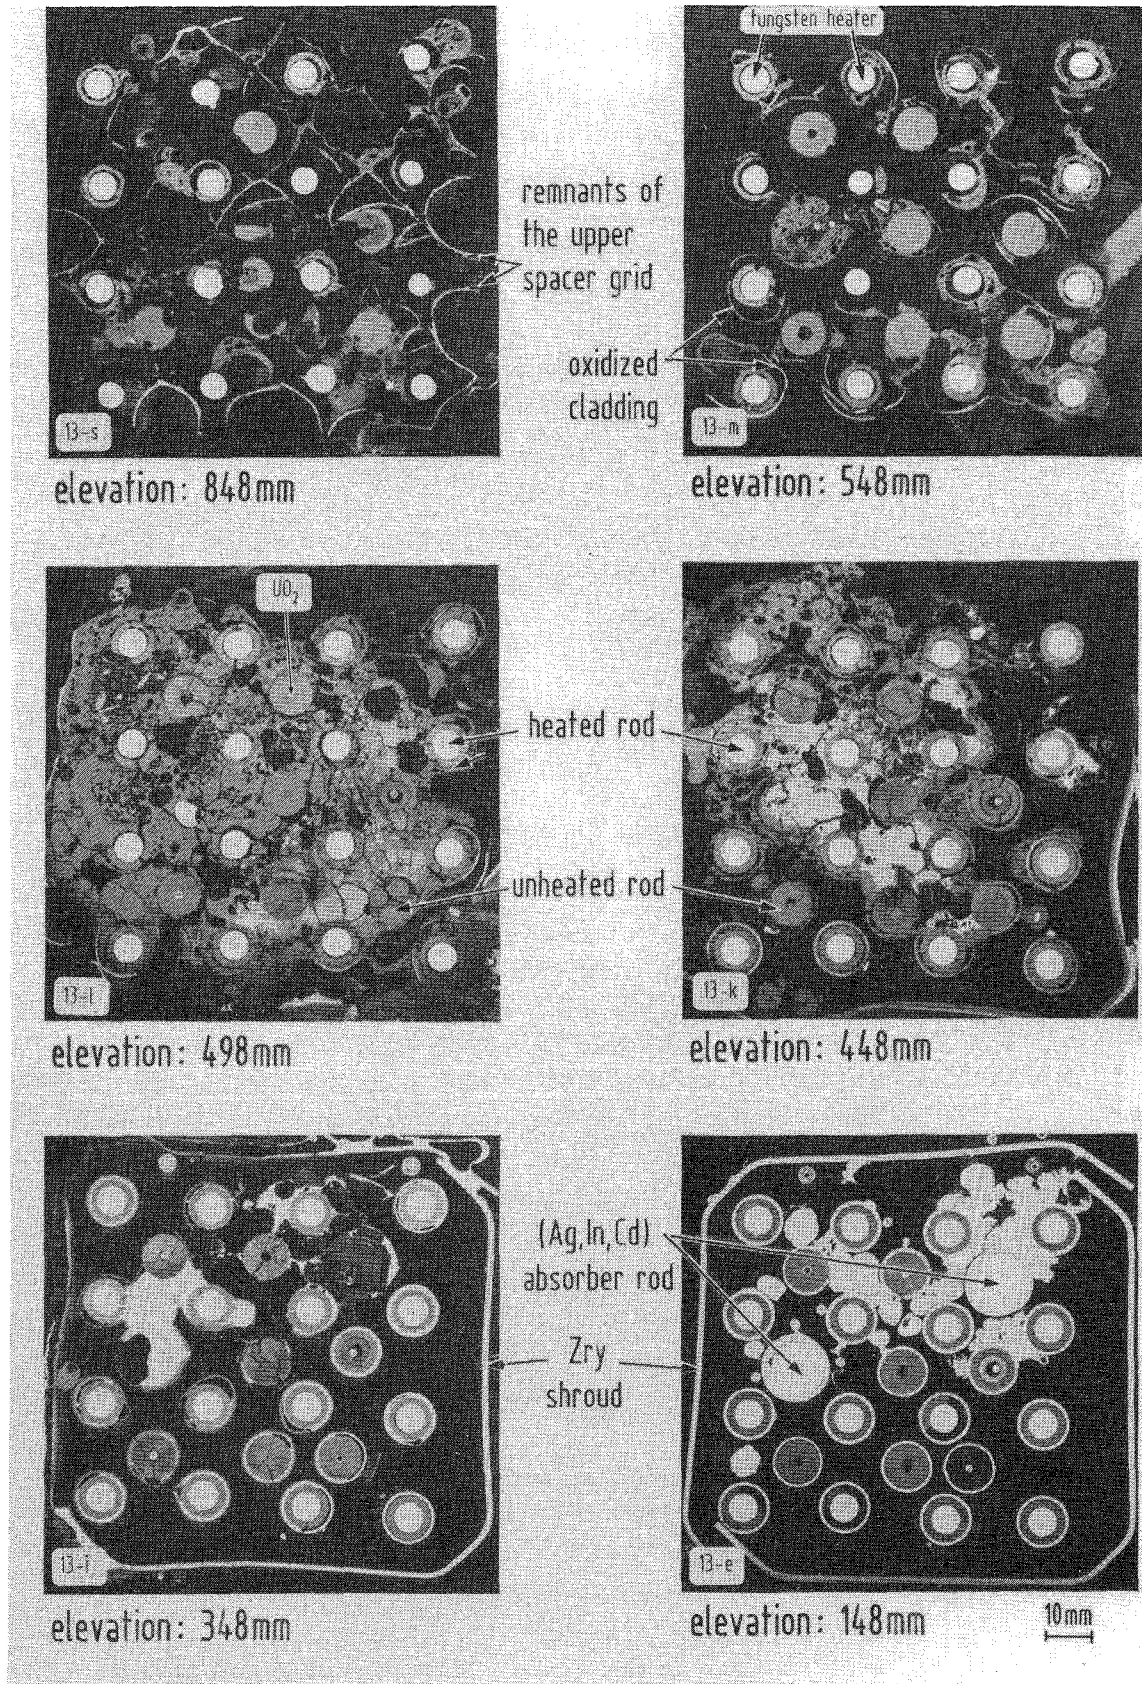 tungsten heater
remnants of
the upper
spacer grid
oxidized
cladding
13-s
13-m
elevation: 848mm
elevation: 548mm
UO₂
heated rod
unheated rod
13-l
13-k
elevation: 498mm
elevation: 448mm
(Ag,In,Cd)
absorber rod
Zry
shroud
13-i
13-e
elevation: 348mm
elevation: 148mm
10mm